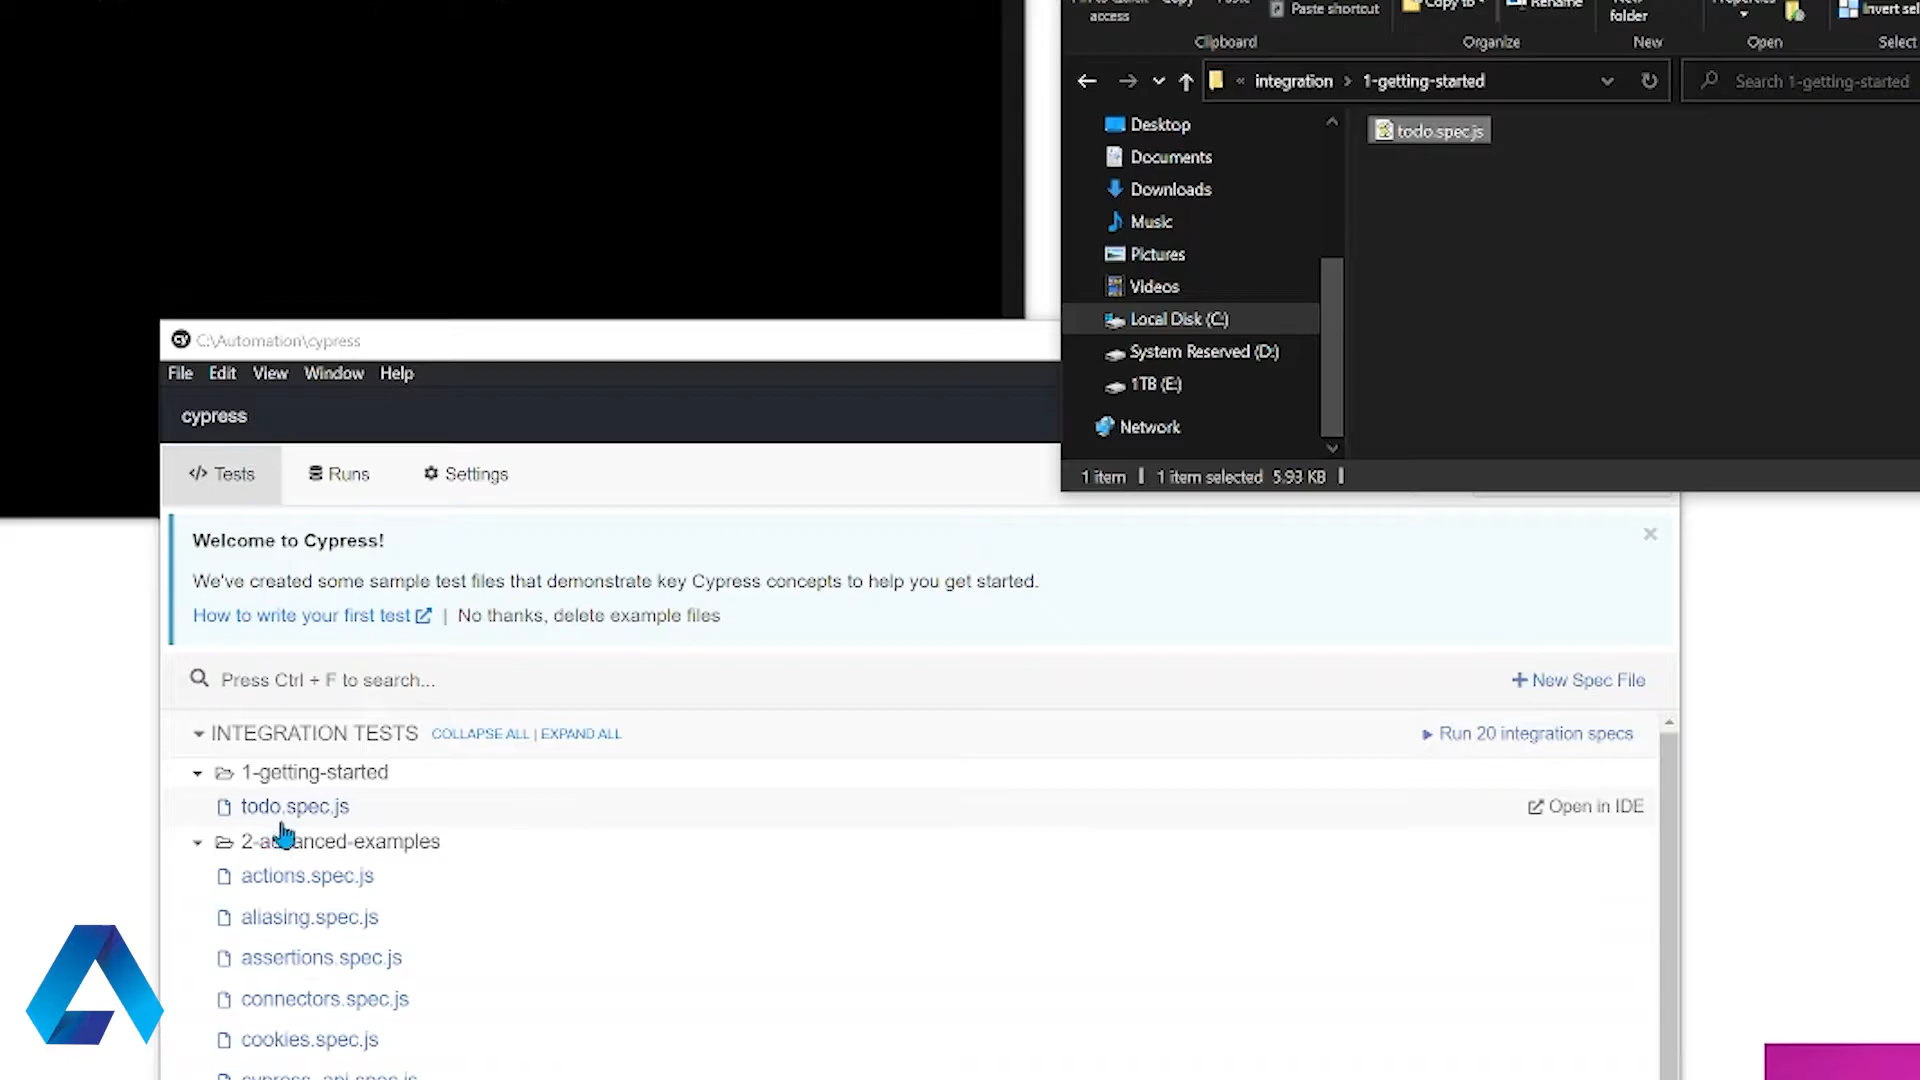 access
Copy
Paste shortcut
Copy to
Rename
folder
Invert sel
Clipboard
Organize
New
Open
Select
« integration > 1-getting-started
Search 1-getting-started
Desktop
Documents
Downloads
Music
Pictures
Videos
Local Disk (C:)
System Reserved (D:)
1TB (E:)
Network
todo.spec.js
1 item | 1 item selected 5.93 KB |
C:\Automation\cypress
File Edit View Window Help
cypress
</> Tests Runs Settings
Welcome to Cypress!
We've created some sample test files that demonstrate key Cypress concepts to help you get started.
How to write your first test | No thanks, delete example files
Press Ctrl + F to search...
New Spec File
INTEGRATION TESTS COLLAPSE ALL | EXPAND ALL
Run 20 integration specs
1-getting-started
todo.spec.js
Open in IDE
2-advanced-examples
actions.spec.js
aliasing.spec.js
assertions.spec.js
connectors.spec.js
cookies.spec.js